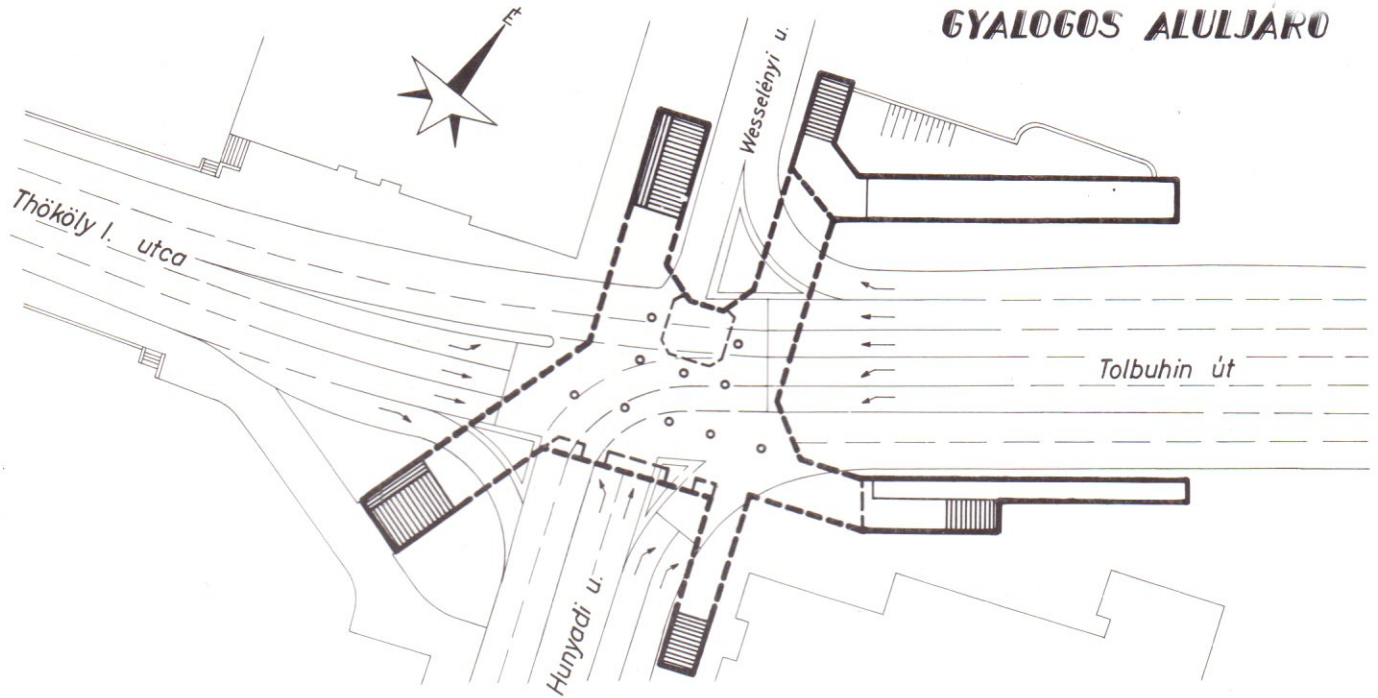 GYALOGOS ALULJÁRÓ
É
Wesselényi u.
Thököly I. utca
Tolbuhin út
Hunyadi u.